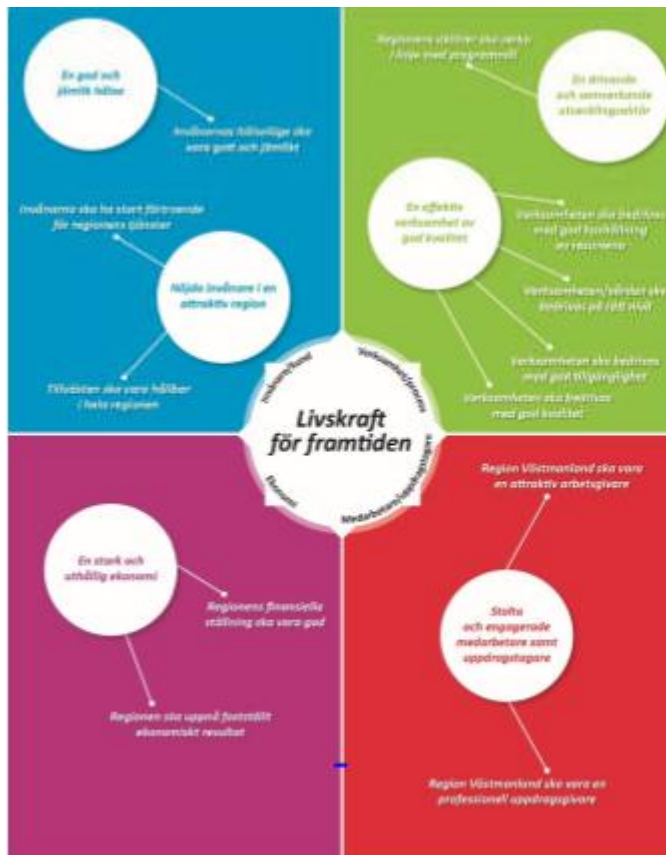 En god och
jämlik hälsa
Invånarnas hälsoläge ska
vara gott och jämlikt
Invånarna ska ha stort förtroende
för regionens tjänster
Nöjda invånare i en
attraktiv region
Tillväxten ska vara hållbar
i hela regionen
Regionens aktörer ska verka
i linje med programmål
En drivande
och samverkande
utvecklingsaktör
En effektiv
verksamhet av
god kvalitet
Verksamheten ska bedrivas
med god hushållning
av resurserna
Verksamheten/vården ska
bedrivas på rätt nivå
Verksamheten ska bedrivas
med god tillgänglighet
Verksamheten ska bedrivas
med god kvalitet
Invånare/kund
Verksamhet/process
Livskraft
för framtiden
Ekonomi
Medarbetare/uppdragstagare
En stark och
uthållig ekonomi
Regionens finansiella
ställning ska vara god
Regionen ska uppnå fastställt
ekonomiskt resultat
Region Västmanland ska vara
en attraktiv arbetsgivare
Stolta
och engagerade
medarbetare samt
uppdragstagare
Region Västmanland ska vara en
professionell uppdragsgivare